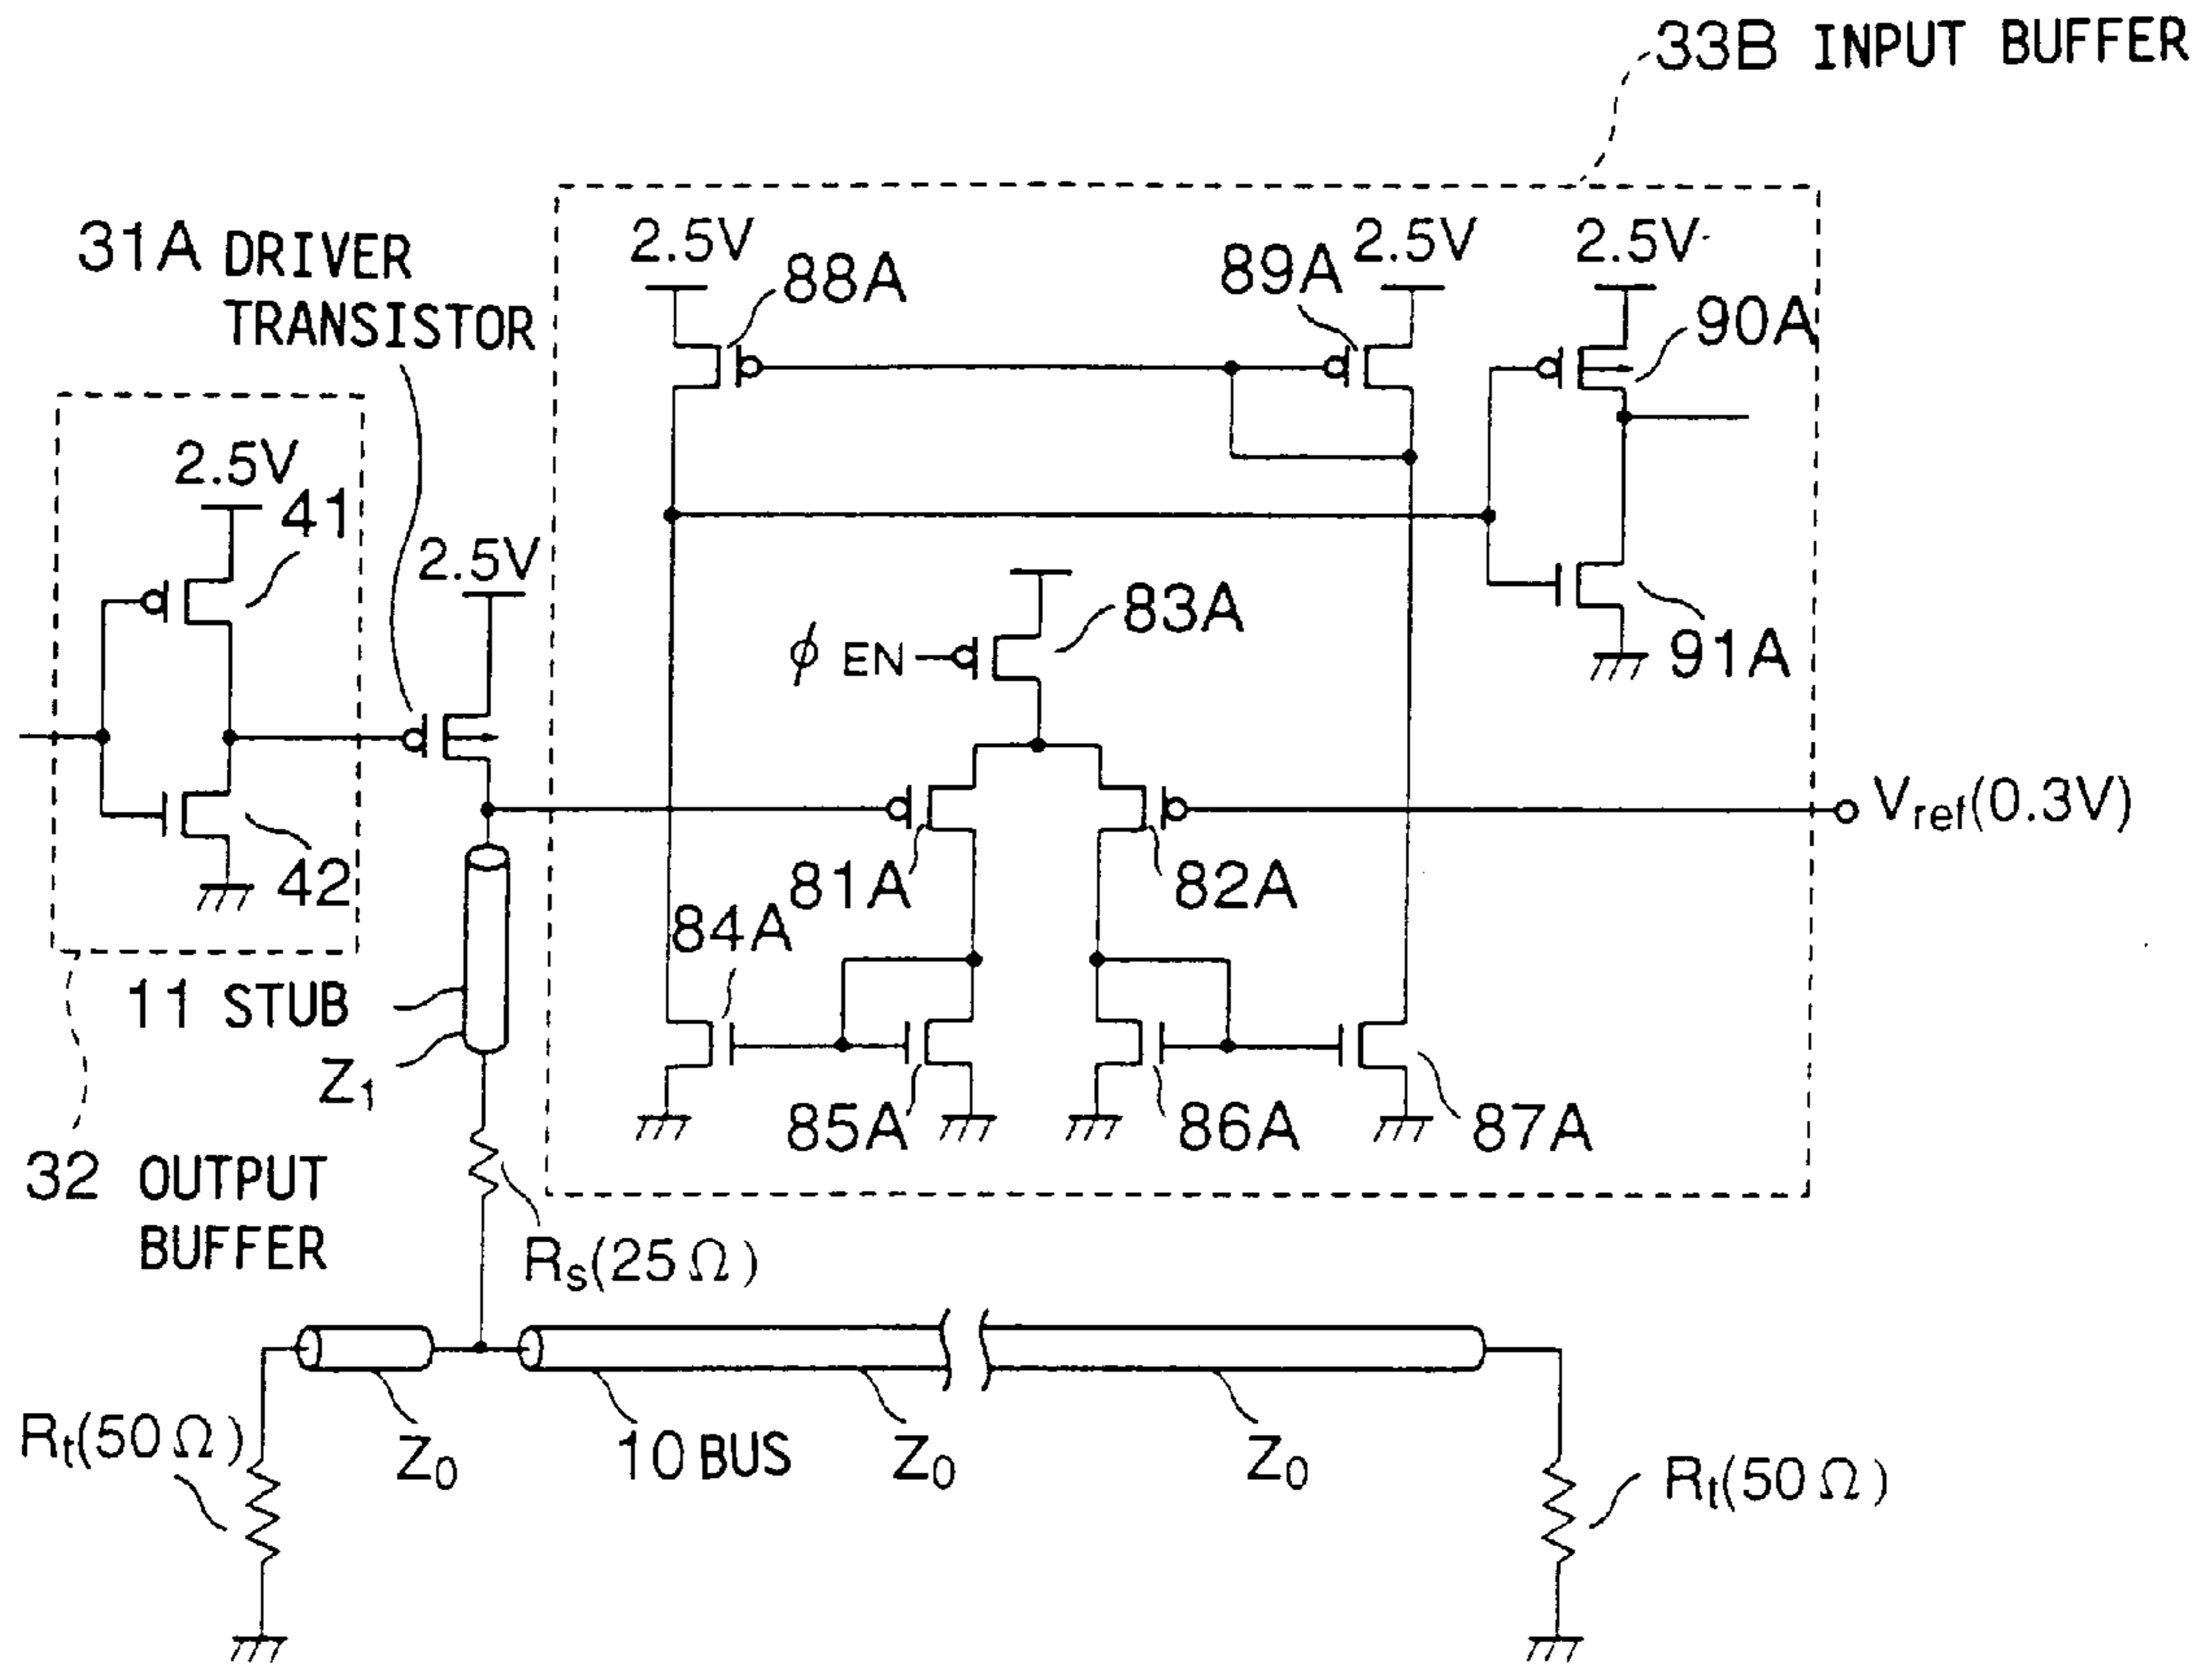 33B INPUT BUFFER
31A DRIVER
TRANSISTOR
2.5V
88A
89A
2.5V
2.5V
90A
2.5V
41
2.5V
ϕ EN
83A
91A
Vref(0.3V)
42
81A
82A
84A
11 STUB
Z1
85A
86A
87A
32 OUTPUT
BUFFER
Rs(25Ω)
Rt(50Ω)
Z0
10 BUS
Z0
Z0
Rt(50Ω)